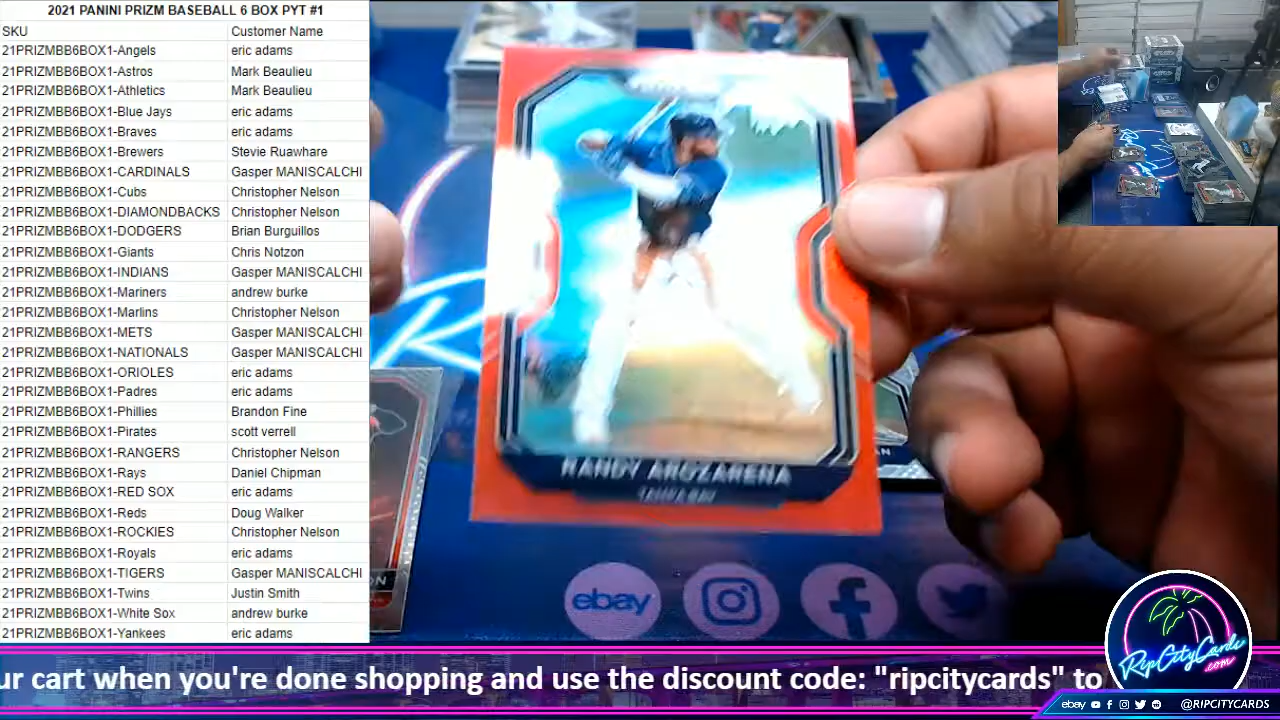 2021 PANINI PRIZM BASEBALL 6 BOX PYT #1
SKU Customer Name
21PRIZMBB6BOX1-Angels eric adams
21PRIZMBB6BOX1-Astros Mark Beaulieu
21PRIZMBB6BOX1-Athletics Mark Beaulieu
21PRIZMBB6BOX1-Blue Jays eric adams
21PRIZMBB6BOX1-Braves eric adams
21PRIZMBB6BOX1-Brewers Stevie Ruawhare
21PRIZMBB6BOX1-CARDINALS Gasper MANISCALCHI
21PRIZMBB6BOX1-Cubs Christopher Nelson
21PRIZMBB6BOX1-DIAMONDBACKS Christopher Nelson
21PRIZMBB6BOX1-DODGERS Brian Burguillos
21PRIZMBB6BOX1-Giants Chris Notzon
21PRIZMBB6BOX1-INDIANS Gasper MANISCALCHI
21PRIZMBB6BOX1-Mariners andrew burke
21PRIZMBB6BOX1-Marlins Christopher Nelson
21PRIZMBB6BOX1-METS Gasper MANISCALCHI
21PRIZMBB6BOX1-NATIONALS Gasper MANISCALCHI
21PRIZMBB6BOX1-ORIOLES eric adams
21PRIZMBB6BOX1-Padres eric adams
21PRIZMBB6BOX1-Phillies Brandon Fine
21PRIZMBB6BOX1-Pirates scott verrell
21PRIZMBB6BOX1-RANGERS Christopher Nelson
21PRIZMBB6BOX1-Rays Daniel Chipman
21PRIZMBB6BOX1-RED SOX eric adams
21PRIZMBB6BOX1-Reds Doug Walker
21PRIZMBB6BOX1-ROCKIES Christopher Nelson
21PRIZMBB6BOX1-Royals eric adams
21PRIZMBB6BOX1-TIGERS Gasper MANISCALCHI
21PRIZMBB6BOX1-Twins Justin Smith
21PRIZMBB6BOX1-White Sox andrew burke
21PRIZMBB6BOX1-Yankees eric adams
RANDY AROZARENA
TAMPA BAY
ebay
RipCityCards
.com
ur cart when you're done shopping and use the discount code: "ripcitycards" to
ebay @RIPCITYCARDS